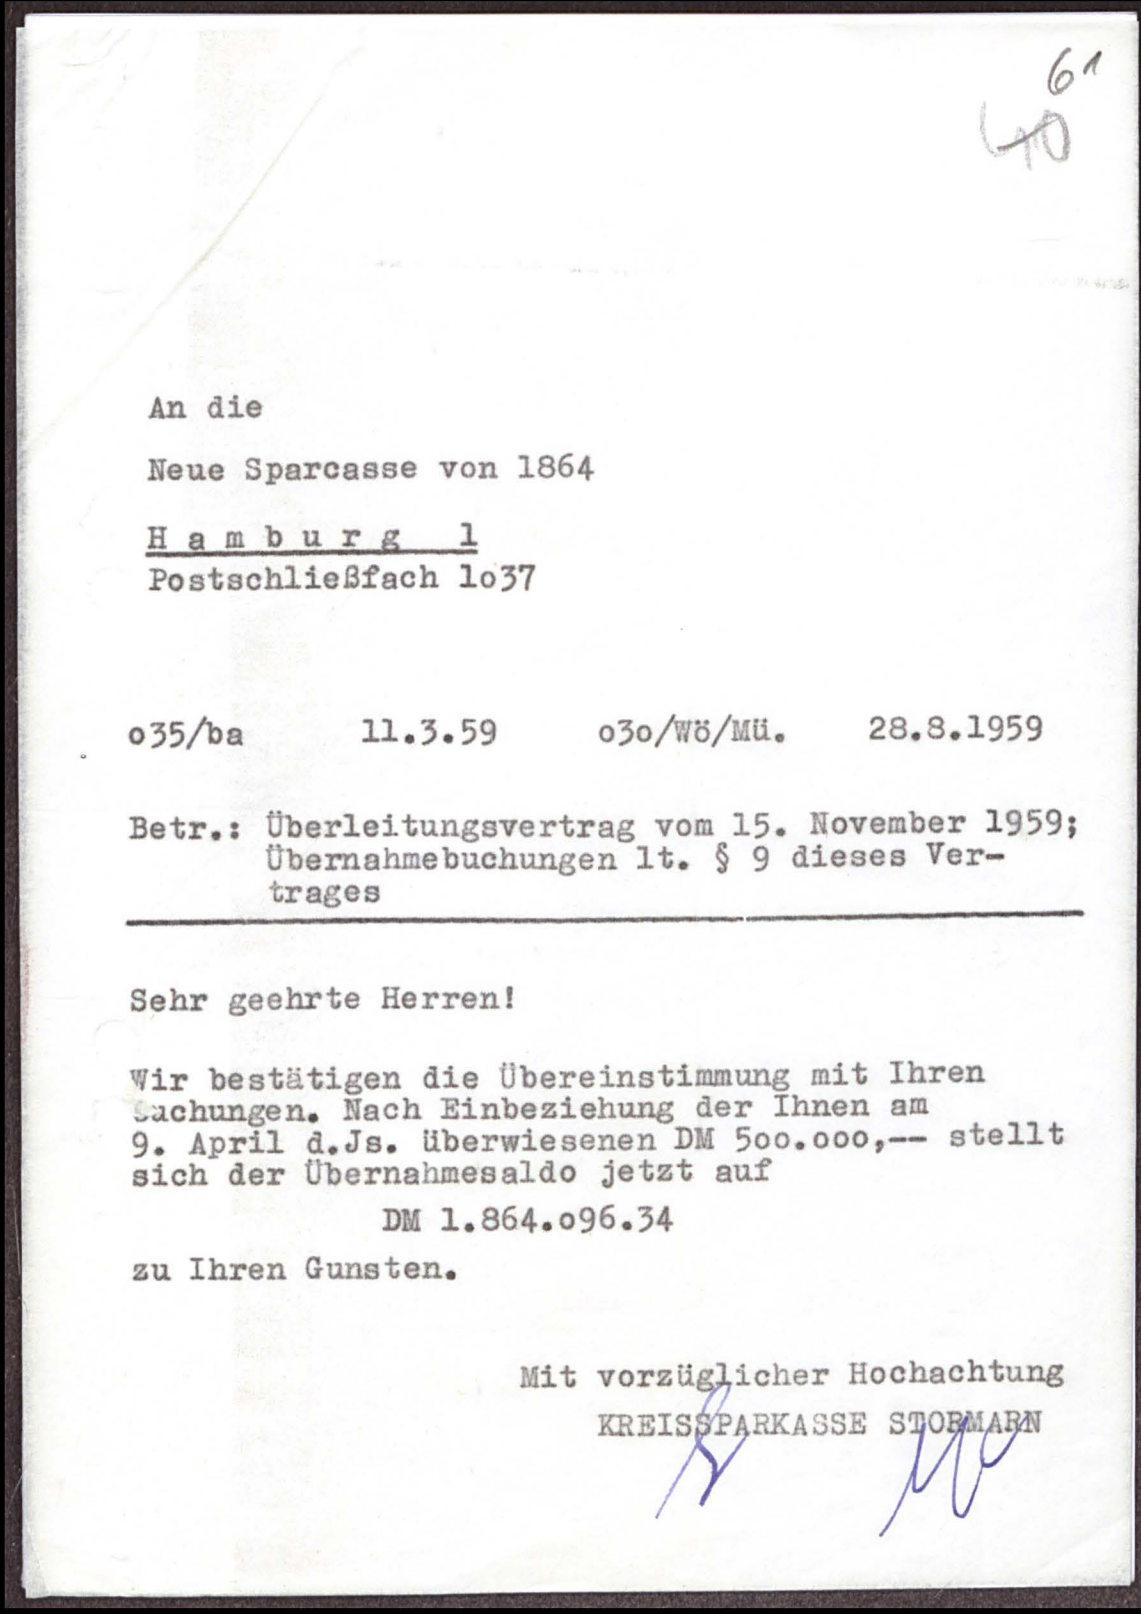 61
40
An die
Neue Sparcasse von 1864
H a m b u r g 1
Postschließfach 1o37
o35/ba 11.3.59 o3o/Wö/Mü. 28.8.1959
Betr.: Überleitungsvertrag vom 15. November 1959;
Übernahmebuchungen lt. § 9 dieses Ver-
trages
Sehr geehrte Herren!
Wir bestätigen die Übereinstimmung mit Ihren
Buchungen. Nach Einbeziehung der Ihnen am
9. April d.Js. überwiesenen DM 5oo.ooo,-- stellt
sich der Übernahmesaldo jetzt auf
DM 1.864.o96.34
zu Ihren Gunsten.
Mit vorzüglicher Hochachtung
KREISSPARKASSE STORMARN